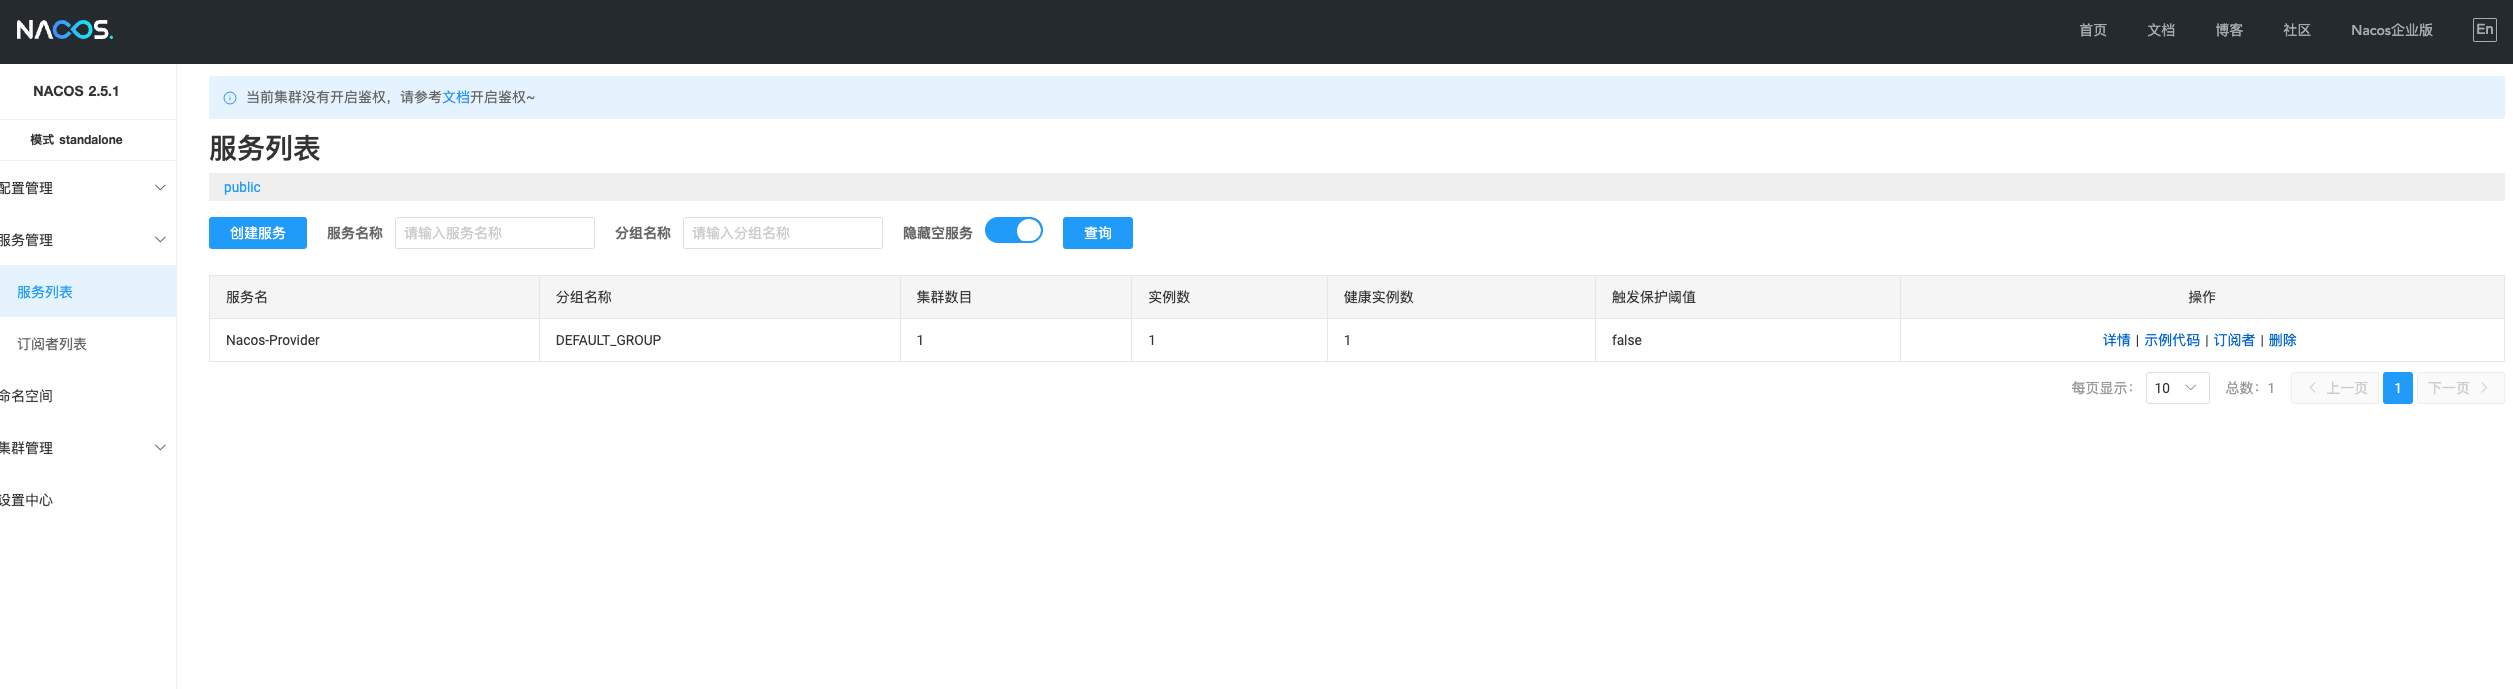 NACOS.
首页 文档 博客 社区 Nacos企业版 En
NACOS 2.5.1
模式 standalone
配置管理
服务管理
服务列表
订阅者列表
命名空间
集群管理
设置中心
当前集群没有开启鉴权，请参考文档开启鉴权~
服务列表
public
创建服务 服务名称 请输入服务名称 分组名称 请输入分组名称 隐藏空服务 查询
服务名 分组名称 集群数目 实例数 健康实例数 触发保护阈值 操作
Nacos-Provider DEFAULT_GROUP 1 1 1 false 详情 | 示例代码 | 订阅者 | 删除
每页显示： 10 总数：1 上一页 1 下一页